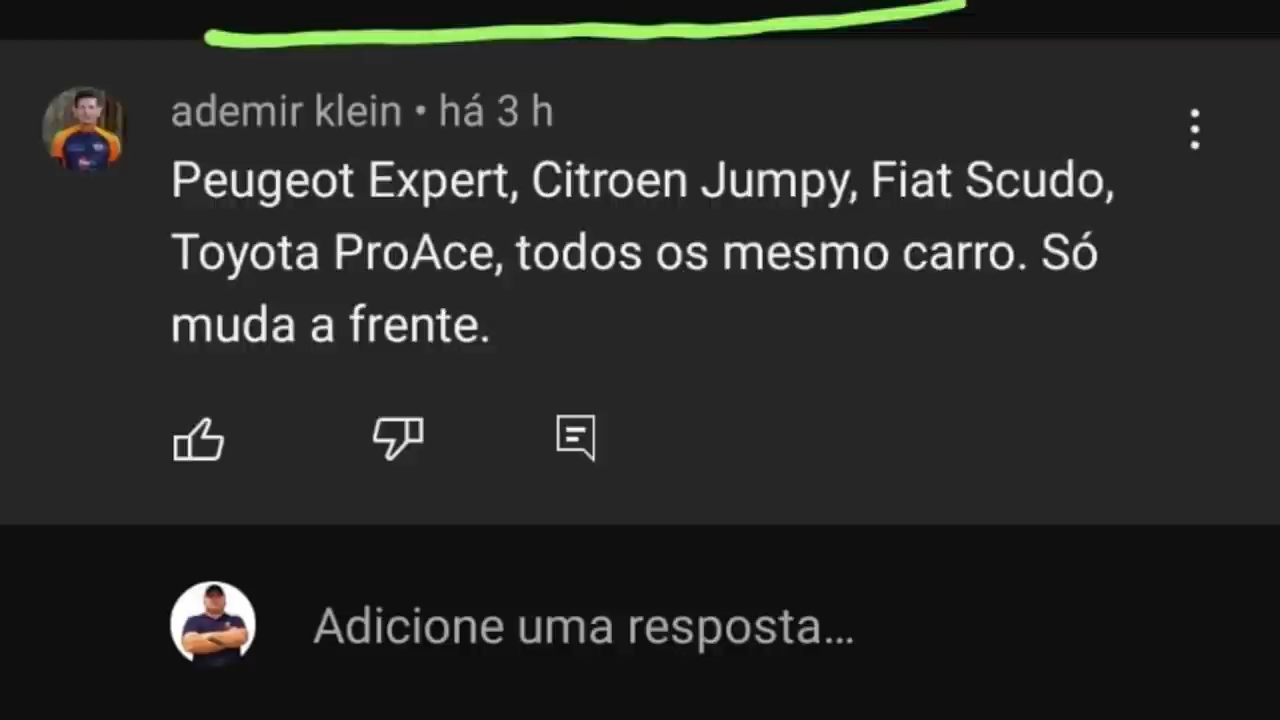 ademir klein • há 3 h
Peugeot Expert, Citroen Jumpy, Fiat Scudo,
Toyota ProAce, todos os mesmo carro. Só
muda a frente.
Adicione uma resposta...